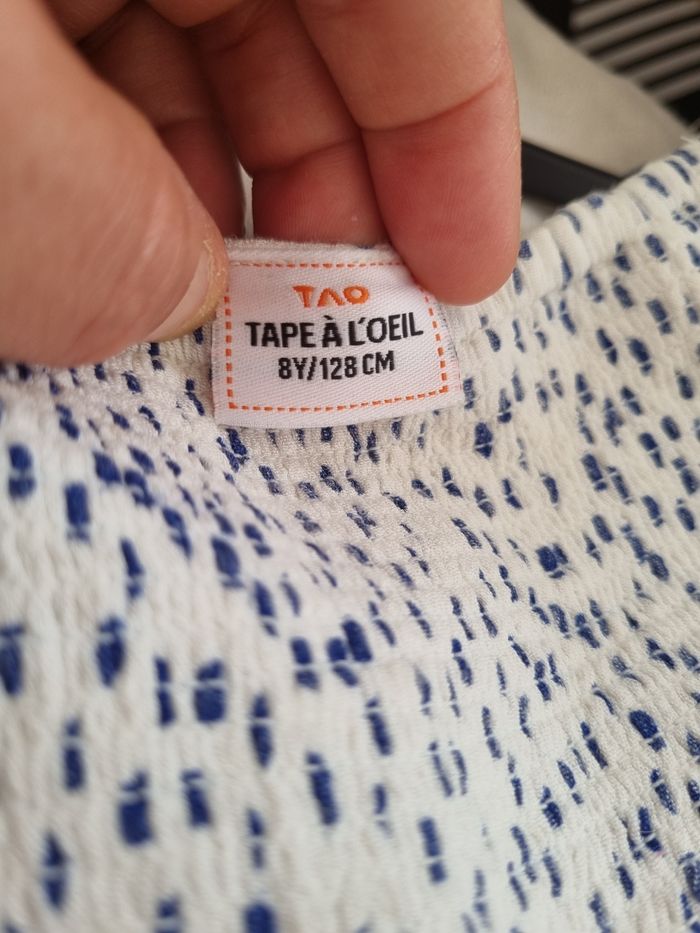 TAO
TAPE À L'OEIL
8Y/128 CM